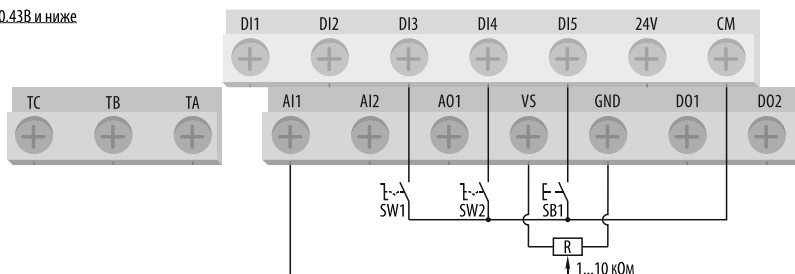 0.43В и ниже
DI1 DI2 DI3 DI4 DI5 24V CM
TC TB TA AI1 AI2 AO1 VS GND DO1 DO2
SW1 SW2 SB1
R
1...10 кОм